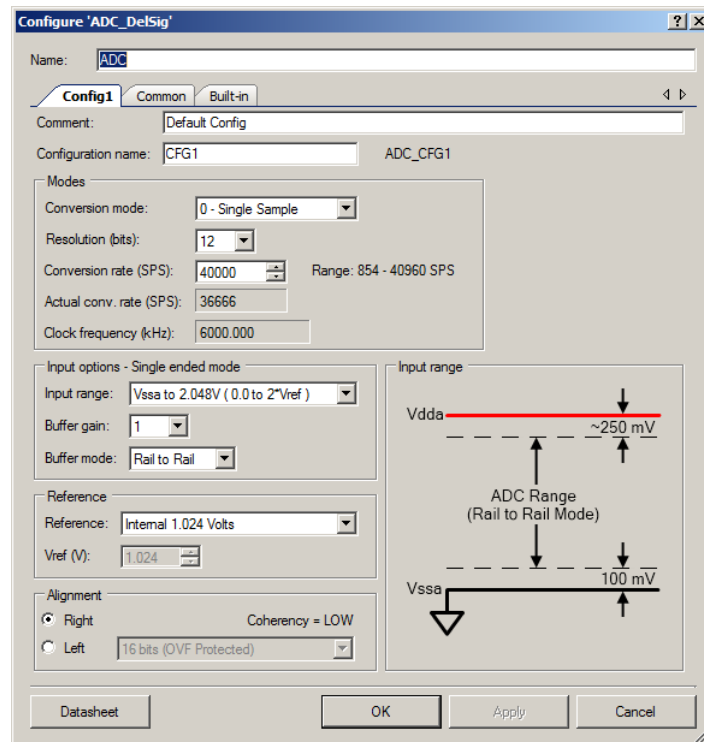 Configure 'ADC_DelSig'
Name: ADC
Config1 Common Built-in
Comment: Default Config
Configuration name: CFG1 ADC_CFG1
Modes
Conversion mode: 0 - Single Sample
Resolution (bits): 12
Conversion rate (SPS): 40000 Range: 854 - 40960 SPS
Actual conv. rate (SPS): 36666
Clock frequency (kHz): 6000.000
Input options - Single ended mode
Input range: Vssa to 2.048V ( 0.0 to 2*Vref )
Buffer gain: 1
Buffer mode: Rail to Rail
Reference
Reference: Internal 1.024 Volts
Vref (V): 1.024
Alignment
Right Coherency = LOW
Left 16 bits (OVF Protected)
Input range
Vdda
~250 mV
ADC Range
(Rail to Rail Mode)
100 mV
Vssa
Datasheet OK Apply Cancel